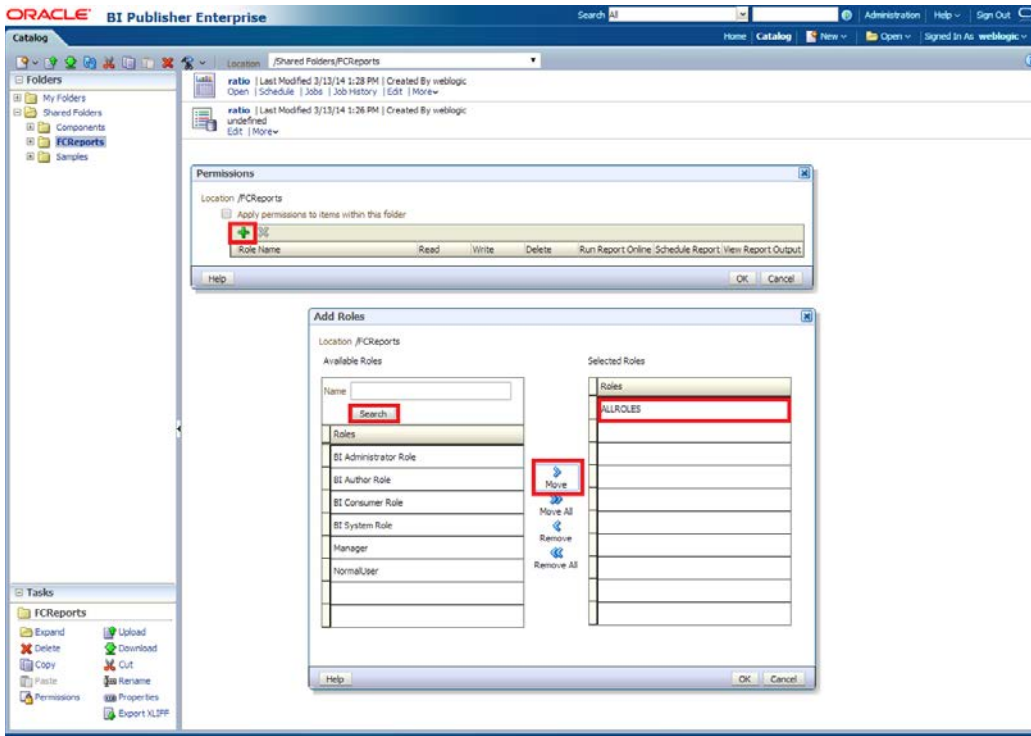 ORACLE BI Publisher Enterprise Search All Administration Help Sign Out
Catalog Home Catalog New Open Signed In As weblogic
Location /Shared Folders/FCReports
Folders
My Folders
Shared Folders
Components
FCReports
Samples
ratio | Last Modified 3/13/14 1:28 PM | Created By weblogic
Open | Schedule | Jobs | Job History | Edit | More
ratio | Last Modified 3/13/14 1:26 PM | Created By weblogic
undefined
Edit | More
Permissions
Location /FCReports
Apply permissions to items within this folder
Role Name Read Write Delete Run Report Online Schedule Report View Report Output
Help OK Cancel
Add Roles
Location /FCReports
Available Roles Selected Roles
Name
Search
Roles
BI Administrator Role
BI Author Role
BI Consumer Role
BI System Role
Manager
NormalUser
Move
Move All
Remove
Remove All
Roles
ALLROLES
Help OK Cancel
Tasks
FCReports
Expand Upload
Delete Download
Copy Cut
Paste Rename
Permissions Properties
Export XLIFF